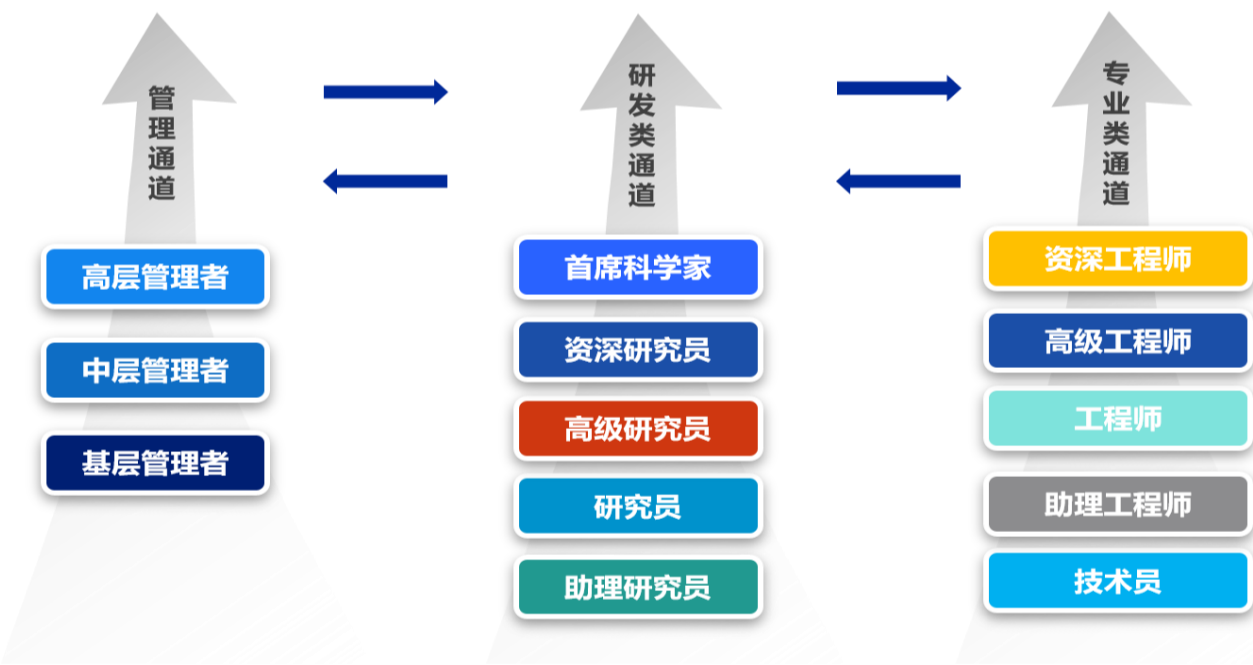 管理通道
高层管理者
中层管理者
基层管理者
研发类通道
首席科学家
资深研究员
高级研究员
研究员
助理研究员
专业类通道
资深工程师
高级工程师
工程师
助理工程师
技术员